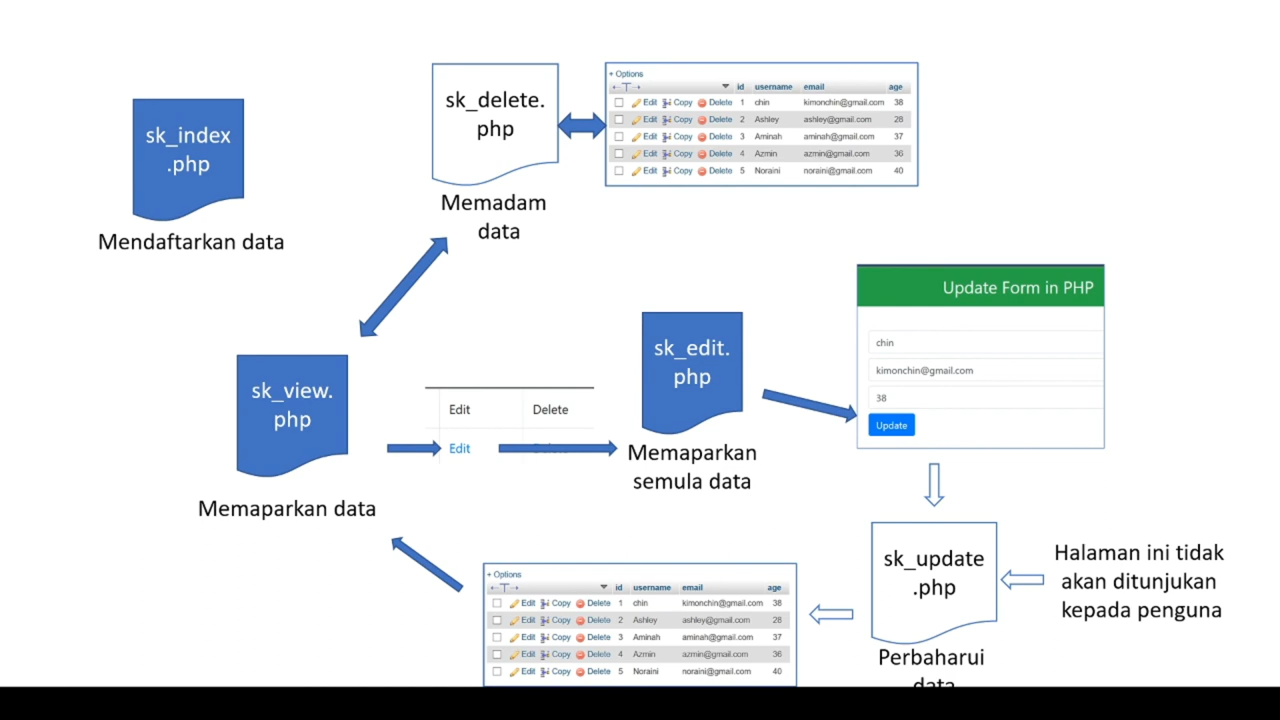 sk_index
.php
Mendaftarkan data
sk_delete.
php
Memadam
data
+ Options
id username email age
Edit Copy Delete 1 chin kimonchin@gmail.com 38
Edit Copy Delete 2 Ashley ashley@gmail.com 28
Edit Copy Delete 3 Aminah aminah@gmail.com 37
Edit Copy Delete 4 Azmin azmin@gmail.com 36
Edit Copy Delete 5 Noraini noraini@gmail.com 40
sk_view.
php
Memaparkan data
Edit Delete
Edit Delete
sk_edit.
php
Memaparkan
semula data
Update Form in PHP
chin
kimonchin@gmail.com
38
Update
sk_update
.php
Perbaharui
data
Halaman ini tidak
akan ditunjukan
kepada penguna
+ Options
id username email age
Edit Copy Delete 1 chin kimonchin@gmail.com 38
Edit Copy Delete 2 Ashley ashley@gmail.com 28
Edit Copy Delete 3 Aminah aminah@gmail.com 37
Edit Copy Delete 4 Azmin azmin@gmail.com 36
Edit Copy Delete 5 Noraini noraini@gmail.com 40